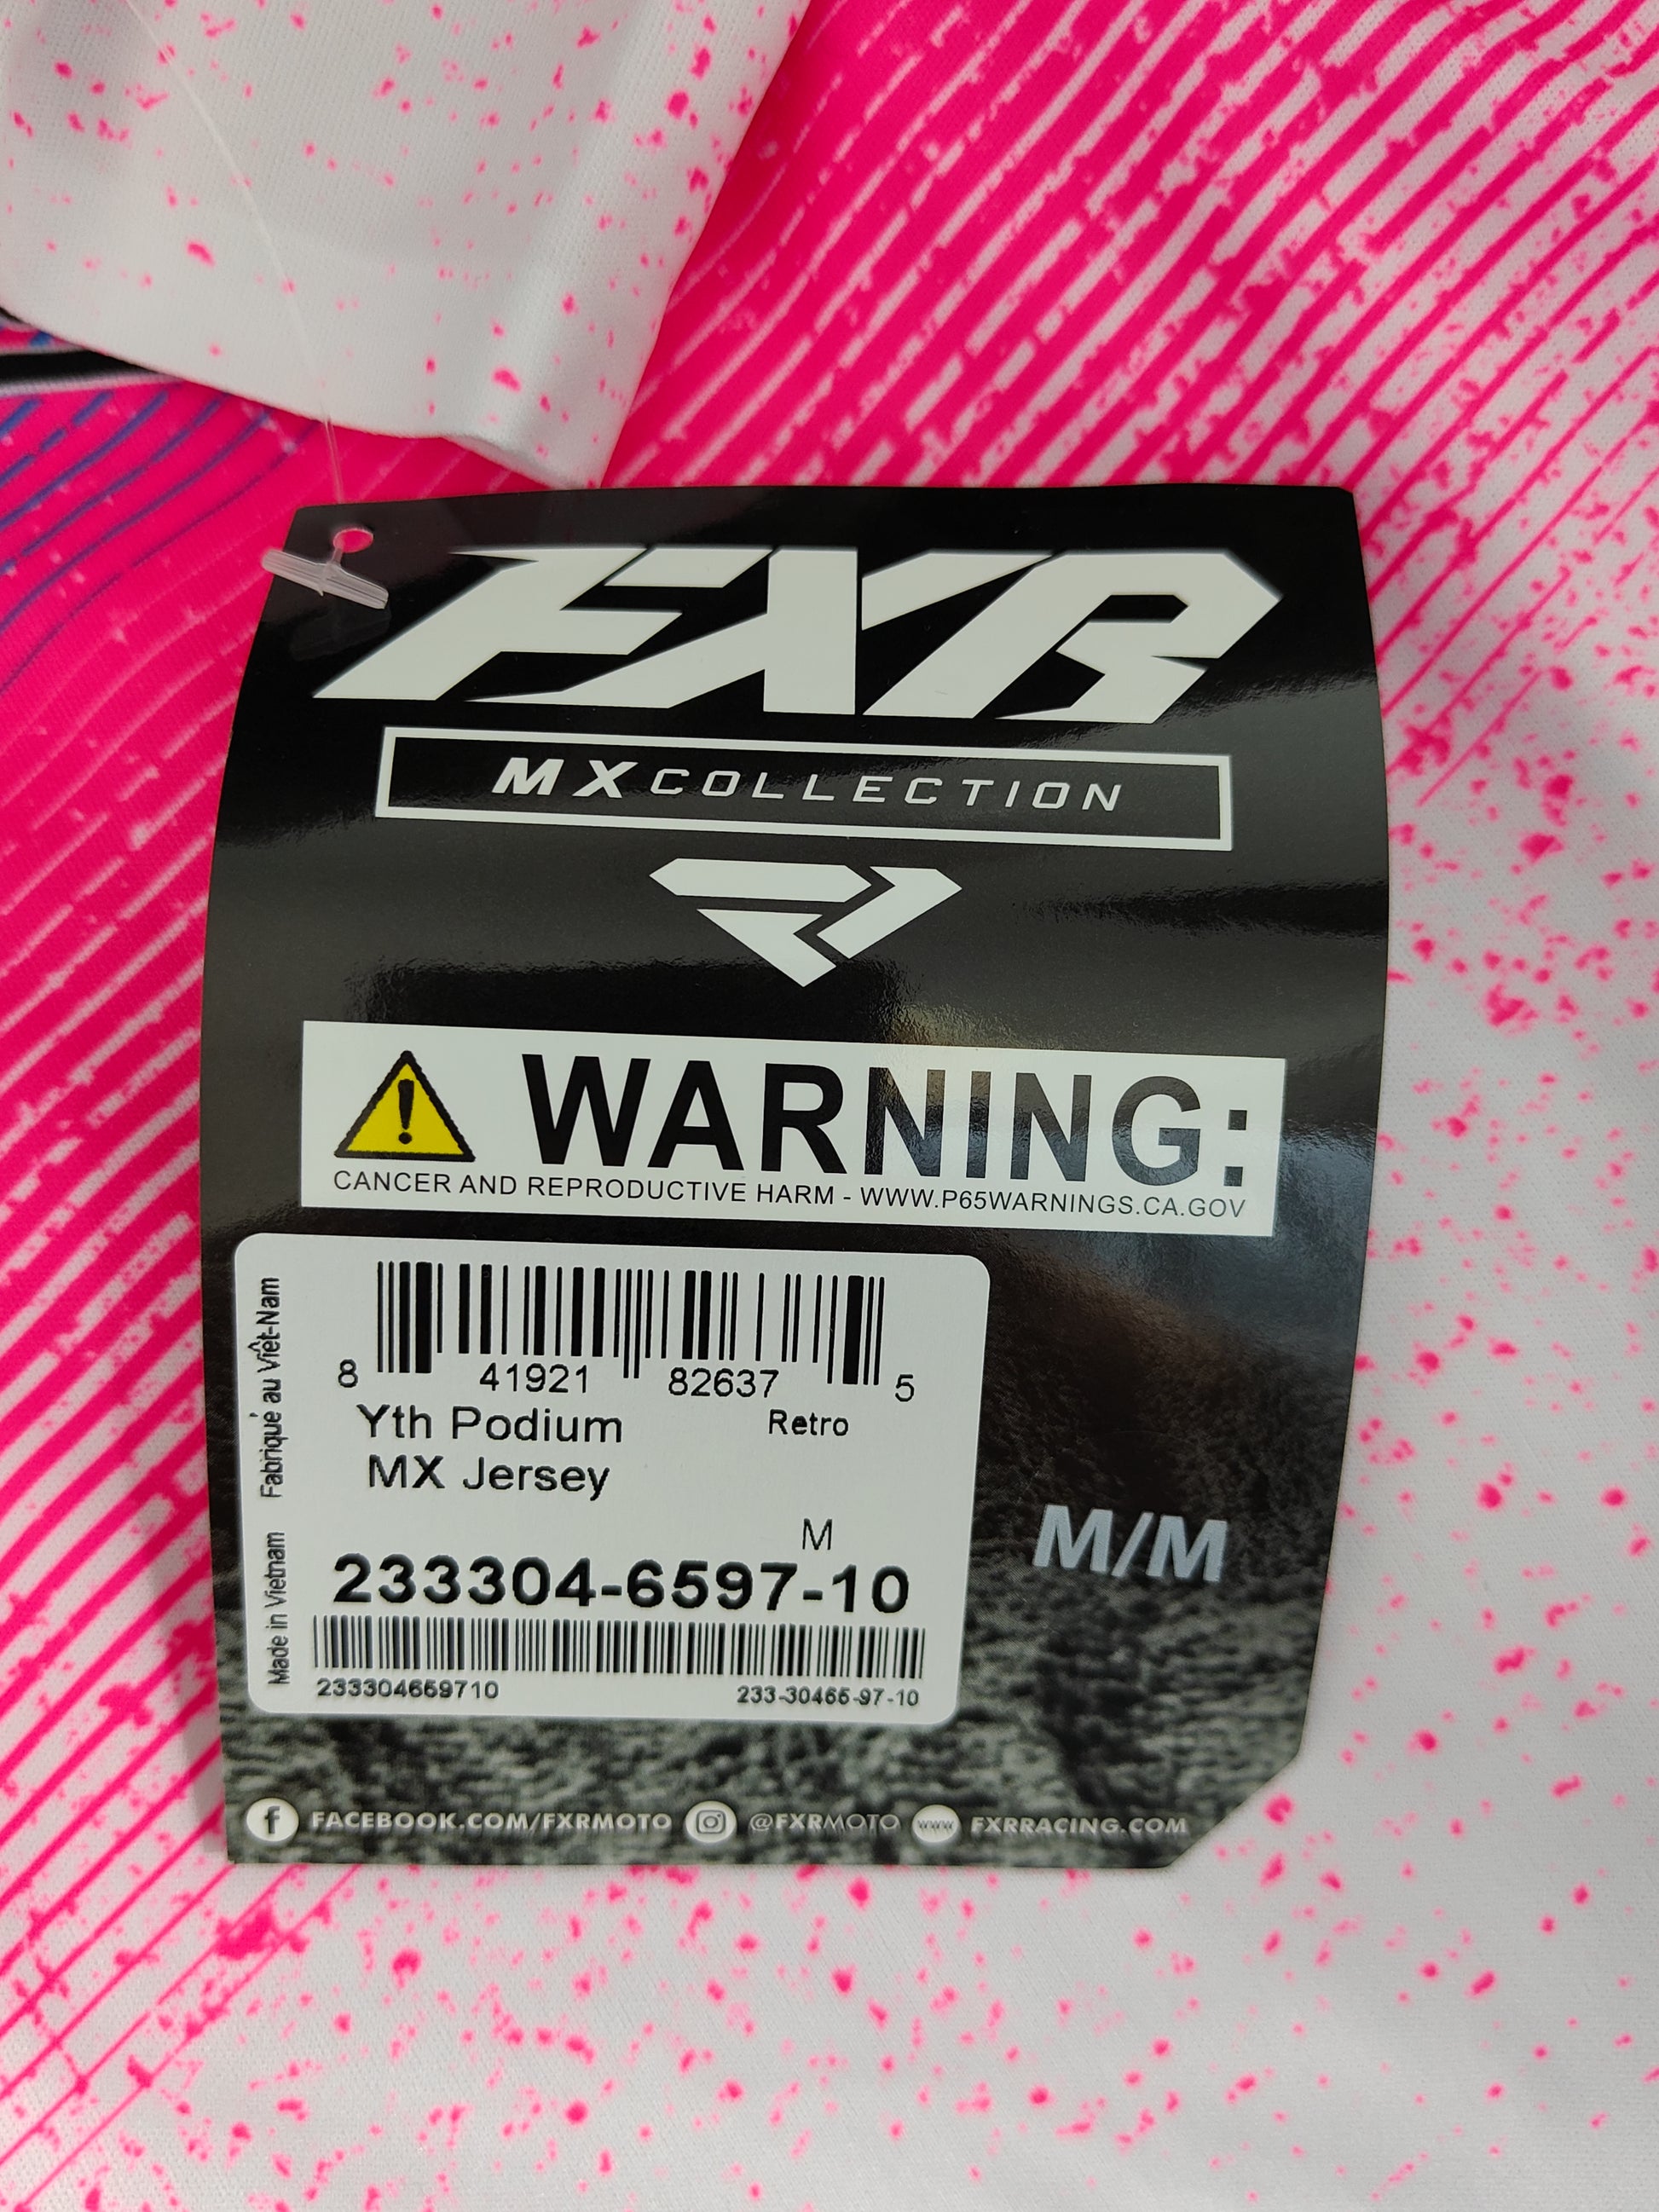 FXR
MX COLLECTION
WARNING:
CANCER AND REPRODUCTIVE HARM - WWW.P65WARNINGS.CA.GOV
Made in Vietnam Fabriqué au Viêt-Nam
8 41921 82637 5
Yth Podium Retro
MX Jersey
M
233304-6597-10
233304659710 233-30465-97-10
M/M
f FACEBOOK.COM/FXRMOTO @FXRMOTO www FXRRACING.COM